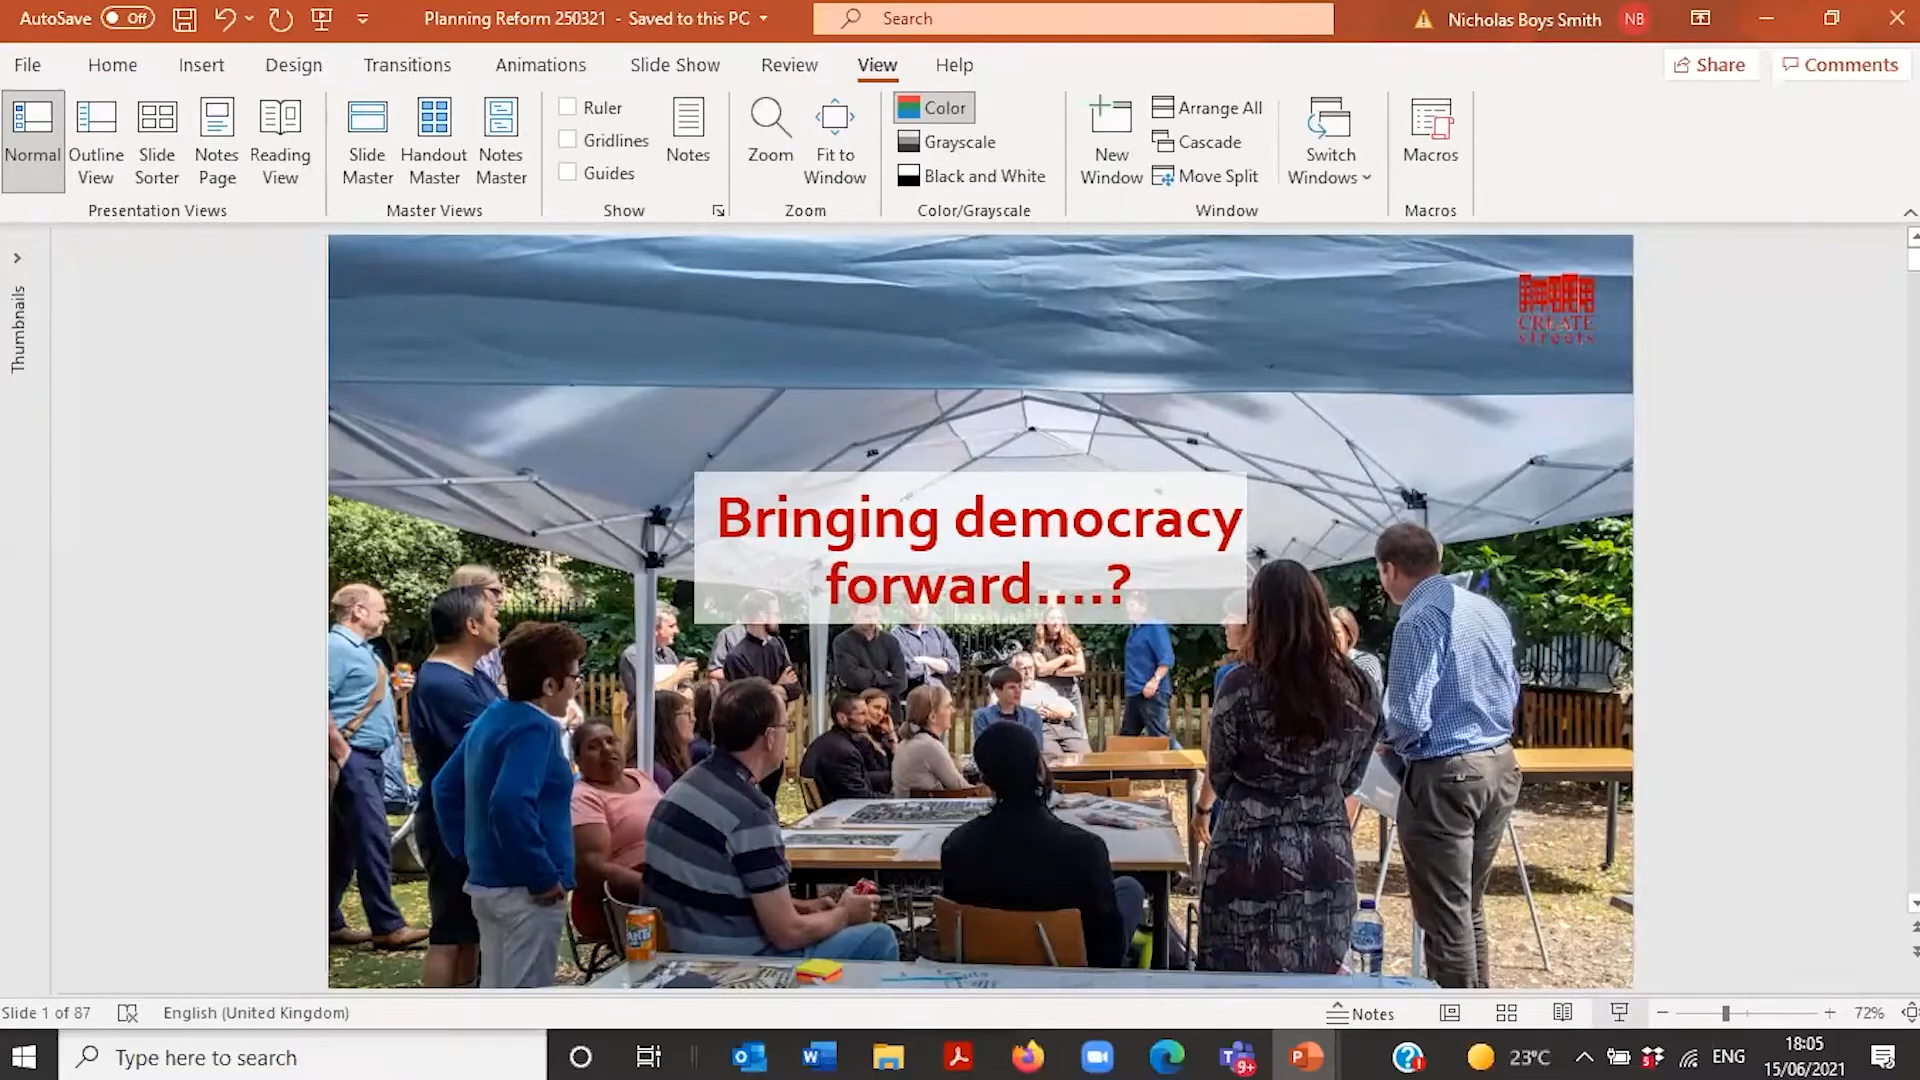 AutoSave Off Planning Reform 250321 - Saved to this PC Search Nicholas Boys Smith NB
File Home Insert Design Transitions Animations Slide Show Review View Help Share Comments
Normal
Outline View
Slide Sorter
Notes Page
Reading View
Presentation Views
Slide Master
Handout Master
Notes Master
Master Views
Ruler
Gridlines
Guides
Notes
Show
Zoom
Fit to Window
Zoom
Color
Grayscale
Black and White
Color/Grayscale
New Window
Arrange All
Cascade
Move Split
Switch Windows
Window
Macros
Macros
Thumbnails
CREATE
streets
Bringing democracy
forward....?
Slide 1 of 87 English (United Kingdom) Notes 72%
Type here to search 9+ 23°C ENG 18:05
15/06/2021